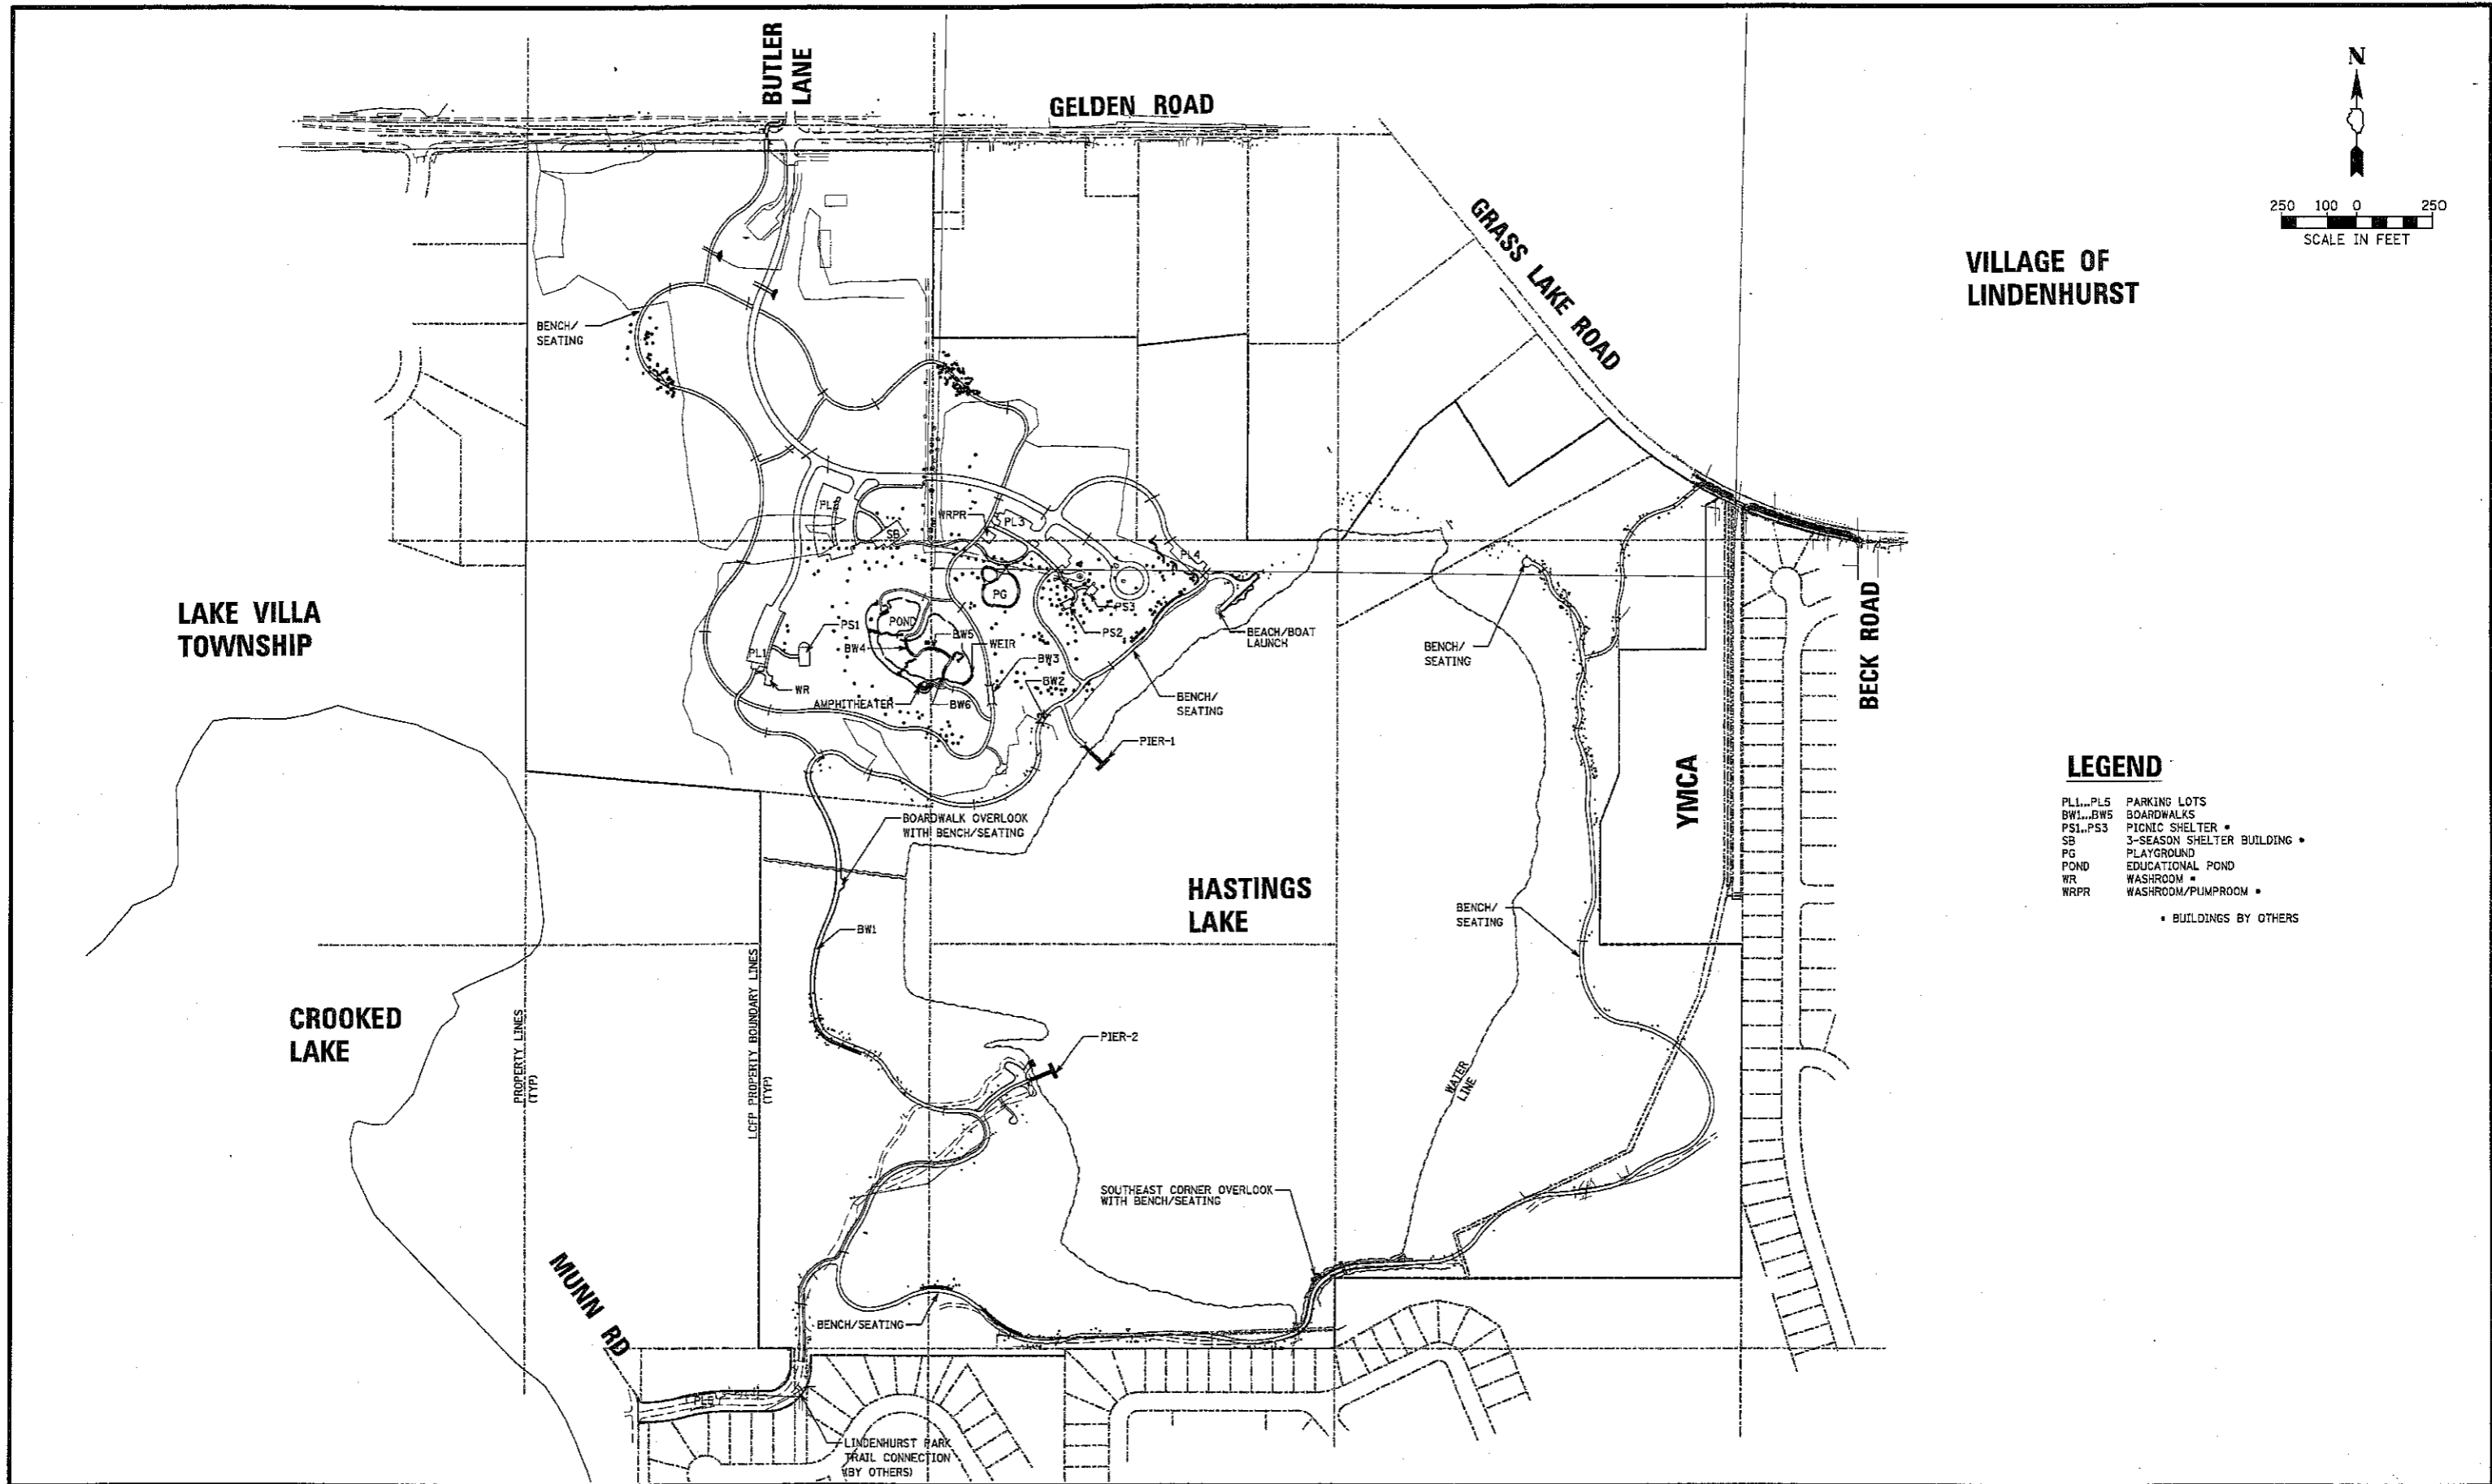 BUTLER
LANE
GELDEN ROAD
N
250 100 0 250
SCALE IN FEET
GRASS LAKE ROAD
VILLAGE OF
LINDENHURST
BENCH/
SEATING
PL2
SB
WRPR
PL3
PL4
PG
PS3
PS2
BEACH/BOAT
LAUNCH
LAKE VILLA
TOWNSHIP
PS1
POND
BW5
WEIR
BW4
BW3
PL1
WR
BW2
AMPHITHEATER
BW6
BENCH/
SEATING
BENCH/
SEATING
PIER-1
BECK ROAD
YMCA
LEGEND
PL1...PL5 PARKING LOTS
BW1...BW5 BOARDWALKS
PS1..PS3 PICNIC SHELTER *
SB 3-SEASON SHELTER BUILDING *
PG PLAYGROUND
POND EDUCATIONAL POND
WR WASHROOM *
WRPR WASHROOM/PUMPROOM *
* BUILDINGS BY OTHERS
BOARDWALK OVERLOOK
WITH BENCH/SEATING
HASTINGS
LAKE
BW1
BENCH/
SEATING
CROOKED
LAKE
PROPERTY LINES
(TYP)
LCFP PROPERTY BOUNDARY LINES
(TYP)
PIER-2
WATER
LINE
SOUTHEAST CORNER OVERLOOK
WITH BENCH/SEATING
MUNN RD
BENCH/SEATING
PL5
LINDENHURST PARK
TRAIL CONNECTION
(BY OTHERS)